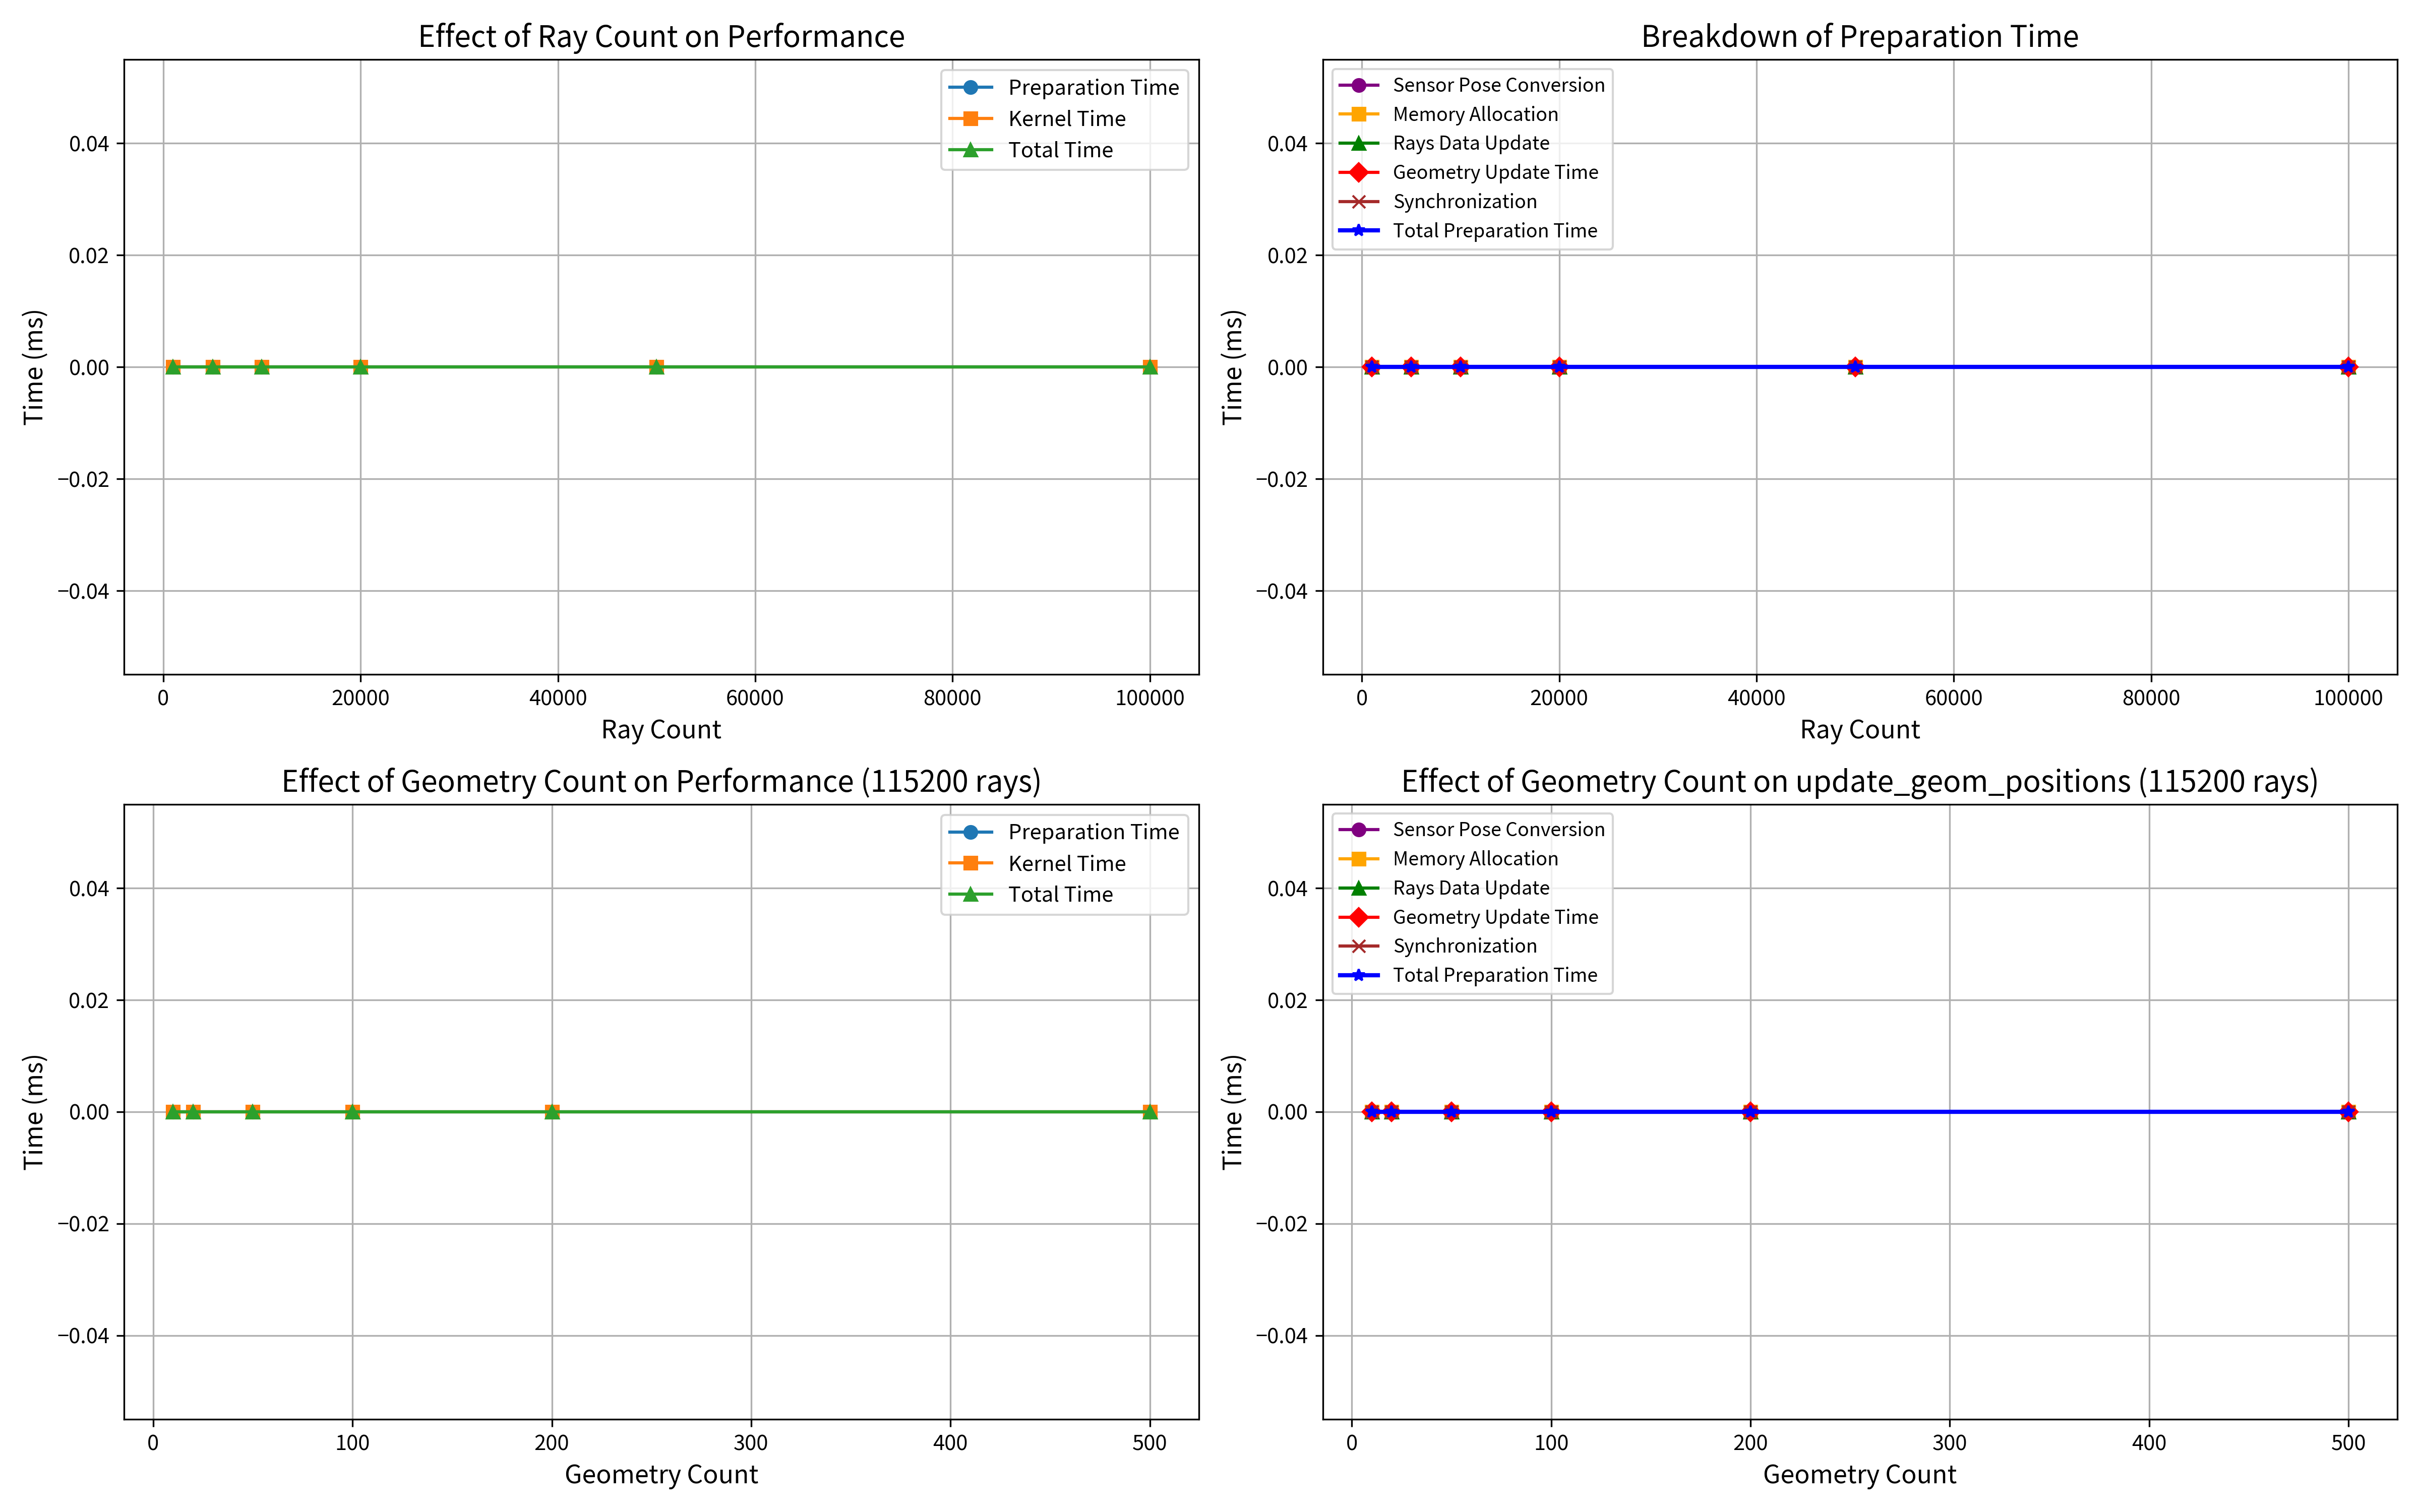 Effect of Ray Count on Performance
Preparation Time
Kernel Time
Total Time
0.04
0.02
0.00
−0.02
−0.04
Time (ms)
0
20000
40000
60000
80000
100000
Ray Count
Breakdown of Preparation Time
Sensor Pose Conversion
Memory Allocation
Rays Data Update
Geometry Update Time
Synchronization
Total Preparation Time
0.04
0.02
0.00
−0.02
−0.04
Time (ms)
0
20000
40000
60000
80000
100000
Ray Count
Effect of Geometry Count on Performance (115200 rays)
Preparation Time
Kernel Time
Total Time
0.04
0.02
0.00
−0.02
−0.04
Time (ms)
0
100
200
300
400
500
Geometry Count
Effect of Geometry Count on update_geom_positions (115200 rays)
Sensor Pose Conversion
Memory Allocation
Rays Data Update
Geometry Update Time
Synchronization
Total Preparation Time
0.04
0.02
0.00
−0.02
−0.04
Time (ms)
0
100
200
300
400
500
Geometry Count